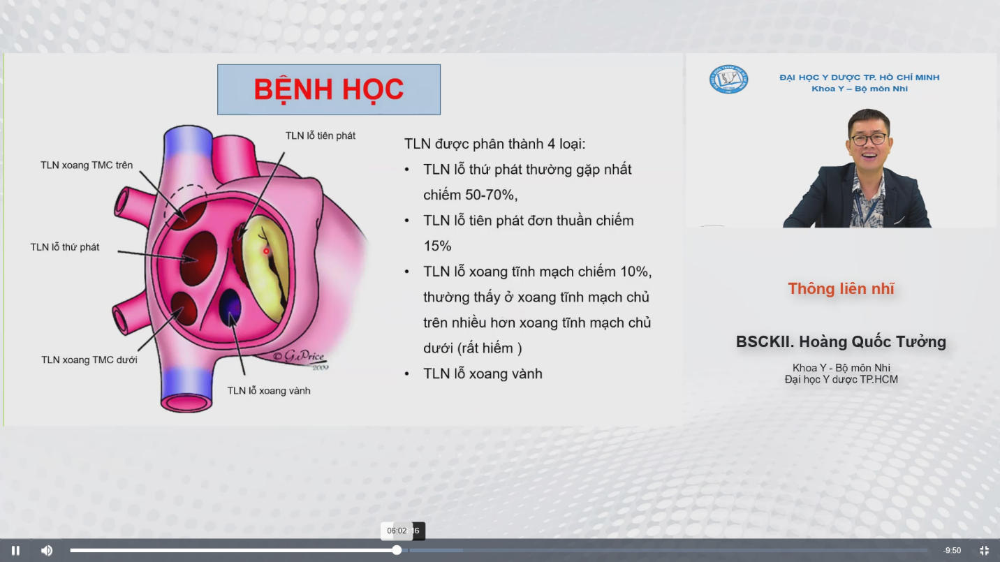 BỆNH HỌC
TLN lỗ tiên phát
TLN xoang TMC trên
TLN lỗ thứ phát
TLN xoang TMC dưới
TLN lỗ xoang vành
© G.Price
2009
TLN được phân thành 4 loại:
• TLN lỗ thứ phát thường gặp nhất
chiếm 50-70%,
• TLN lỗ tiên phát đơn thuần chiếm
15%
• TLN lỗ xoang tĩnh mạch chiếm 10%,
thường thấy ở xoang tĩnh mạch chủ
trên nhiều hơn xoang tĩnh mạch chủ
dưới (rất hiếm )
• TLN lỗ xoang vành
ĐẠI HỌC Y DƯỢC TP. HỒ CHÍ MINH
Khoa Y – Bộ môn Nhi
Thông liên nhĩ
BSCKII. Hoàng Quốc Tưởng
Khoa Y - Bộ môn Nhi
Đại học Y dược TP.HCM
06:02
16
-9:50